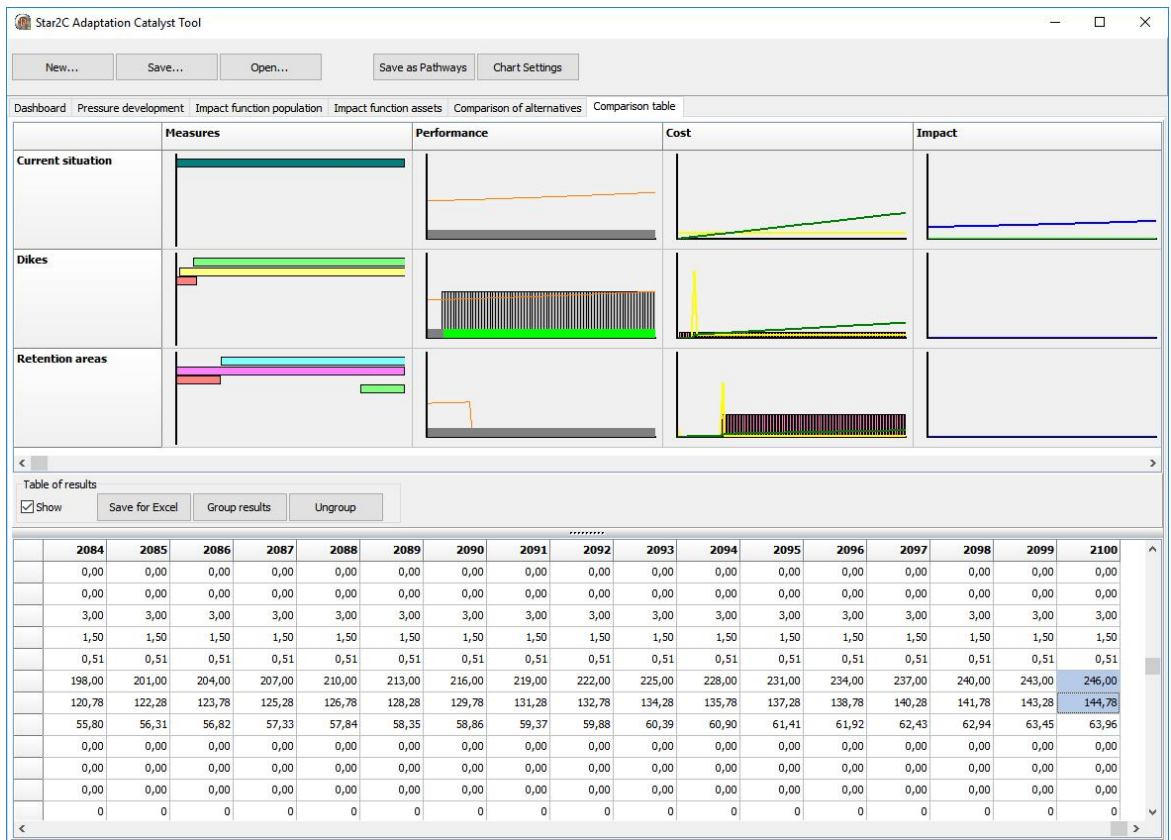 Star2C Adaptation Catalyst Tool
New... Save... Open... Save as Pathways Chart Settings
Dashboard Pressure development Impact function population Impact function assets Comparison of alternatives Comparison table
Measures Performance Cost Impact
Current situation
Dikes
Retention areas
Table of results
Show Save for Excel Group results Ungroup
2084 2085 2086 2087 2088 2089 2090 2091 2092 2093 2094 2095 2096 2097 2098 2099 2100
0,00 0,00 0,00 0,00 0,00 0,00 0,00 0,00 0,00 0,00 0,00 0,00 0,00 0,00 0,00 0,00 0,00
0,00 0,00 0,00 0,00 0,00 0,00 0,00 0,00 0,00 0,00 0,00 0,00 0,00 0,00 0,00 0,00 0,00
3,00 3,00 3,00 3,00 3,00 3,00 3,00 3,00 3,00 3,00 3,00 3,00 3,00 3,00 3,00 3,00 3,00
1,50 1,50 1,50 1,50 1,50 1,50 1,50 1,50 1,50 1,50 1,50 1,50 1,50 1,50 1,50 1,50 1,50
0,51 0,51 0,51 0,51 0,51 0,51 0,51 0,51 0,51 0,51 0,51 0,51 0,51 0,51 0,51 0,51 0,51
198,00 201,00 204,00 207,00 210,00 213,00 216,00 219,00 222,00 225,00 228,00 231,00 234,00 237,00 240,00 243,00 246,00
120,78 122,28 123,78 125,28 126,78 128,28 129,78 131,28 132,78 134,28 135,78 137,28 138,78 140,28 141,78 143,28 144,78
55,80 56,31 56,82 57,33 57,84 58,35 58,86 59,37 59,88 60,39 60,90 61,41 61,92 62,43 62,94 63,45 63,96
0,00 0,00 0,00 0,00 0,00 0,00 0,00 0,00 0,00 0,00 0,00 0,00 0,00 0,00 0,00 0,00 0,00
0,00 0,00 0,00 0,00 0,00 0,00 0,00 0,00 0,00 0,00 0,00 0,00 0,00 0,00 0,00 0,00 0,00
0,00 0,00 0,00 0,00 0,00 0,00 0,00 0,00 0,00 0,00 0,00 0,00 0,00 0,00 0,00 0,00 0,00
0 0 0 0 0 0 0 0 0 0 0 0 0 0 0 0 0